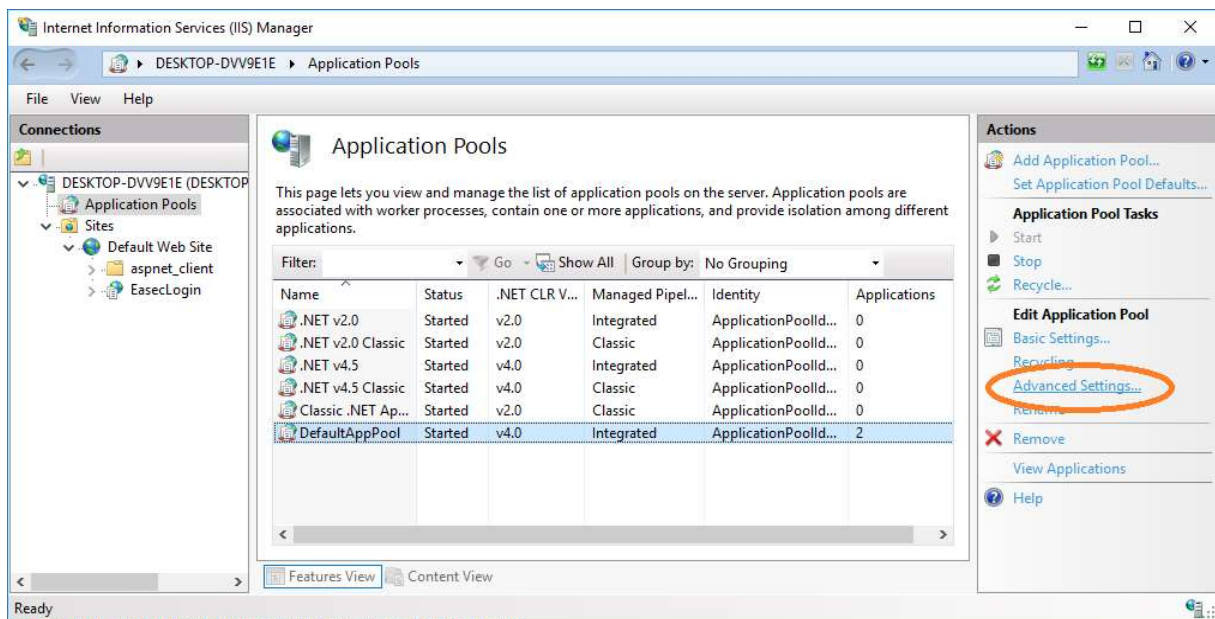 Internet Information Services (IIS) Manager
DESKTOP-DVV9E1E Application Pools
File View Help
Connections
DESKTOP-DVV9E1E (DESKTOP
Application Pools
Sites
Default Web Site
aspnet_client
EasecLogin
Application Pools
This page lets you view and manage the list of application pools on the server. Application pools are
associated with worker processes, contain one or more applications, and provide isolation among different
applications.
Filter: Go Show All Group by: No Grouping
Name Status .NET CLR V... Managed Pipel... Identity Applications
.NET v2.0 Started v2.0 Integrated ApplicationPoolId... 0
.NET v2.0 Classic Started v2.0 Classic ApplicationPoolId... 0
.NET v4.5 Started v4.0 Integrated ApplicationPoolId... 0
.NET v4.5 Classic Started v4.0 Classic ApplicationPoolId... 0
Classic .NET Ap... Started v2.0 Classic ApplicationPoolId... 0
DefaultAppPool Started v4.0 Integrated ApplicationPoolId... 2
Features View Content View
Actions
Add Application Pool...
Set Application Pool Defaults...
Application Pool Tasks
Start
Stop
Recycle...
Edit Application Pool
Basic Settings...
Recycling...
Advanced Settings...
Rename
Remove
View Applications
Help
Ready